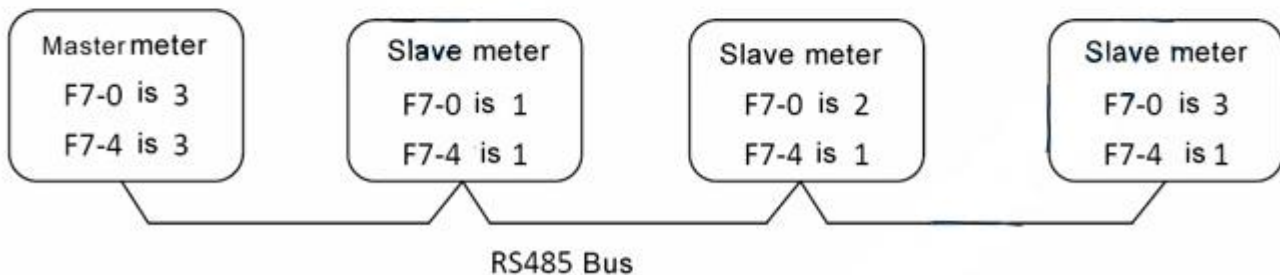 Master meter
F7-0 is 3
F7-4 is 3
Slave meter
F7-0 is 1
F7-4 is 1
Slave meter
F7-0 is 2
F7-4 is 1
Slave meter
F7-0 is 3
F7-4 is 1
RS485 Bus